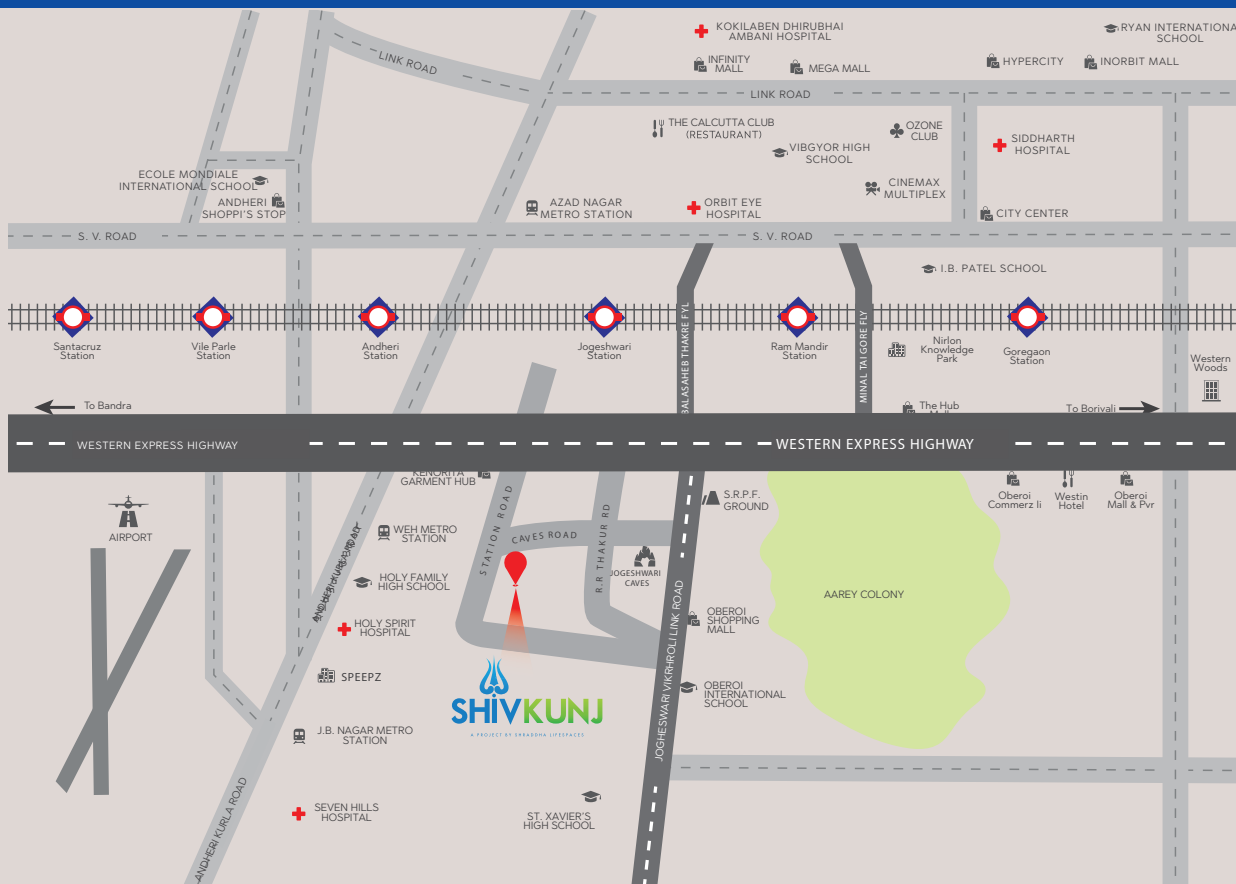 KOKILABEN DHIRUBHAI
AMBANI HOSPITAL
RYAN INTERNATIONA
SCHOOL
LINK ROAD
INFINITY
MALL
MEGA MALL
HYPERCITY
INORBIT MALL
LINK ROAD
THE CALCUTTA CLUB
(RESTAURANT)
OZONE
CLUB
VIBGYOR HIGH
SCHOOL
SIDDHARTH
HOSPITAL
ECOLE MONDIALE
INTERNATIONAL SCHOOL
ANDHERI
SHOPPI'S STOP
CINEMAX
MULTIPLEX
AZAD NAGAR
METRO STATION
ORBIT EYE
HOSPITAL
CITY CENTER
S. V. ROAD
S. V. ROAD
I.B. PATEL SCHOOL
Santacruz
Station
Vile Parle
Station
Andheri
Station
Jogeshwari
Station
BALASAHEB THAKRE FYL
Ram Mandir
Station
MINAL TAI GORE FLY
Nirlon
Knowledge
Park
Goregaon
Station
Western
Woods
To Bandra
The Hub
To Borivali
WESTERN EXPRESS HIGHWAY
WESTERN EXPRESS HIGHWAY
KENORITA
GARMENT HUB
STATION ROAD
CAVES ROAD
R.R THAKUR RD
S.R.P.F.
GROUND
Oberoi
Commerz Ii
Westin
Hotel
Oberoi
Mall & Pvr
AIRPORT
WEH METRO
STATION
JOGESHWARI
CAVES
HOLY FAMILY
HIGH SCHOOL
AAREY COLONY
HOLY SPIRIT
HOSPITAL
OBEROI
SHOPPING
MALL
JOGHESWARI VIKRHROLI LINK ROAD
SPEEPZ
OBEROI
INTERNATIONAL
SCHOOL
SHIVKUNJ
A PROJECT BY SHRADDHA LIFESPACES
J.B. NAGAR METRO
STATION
ANDHERI KURLA ROAD
SEVEN HILLS
HOSPITAL
ST. XAVIER'S
HIGH SCHOOL